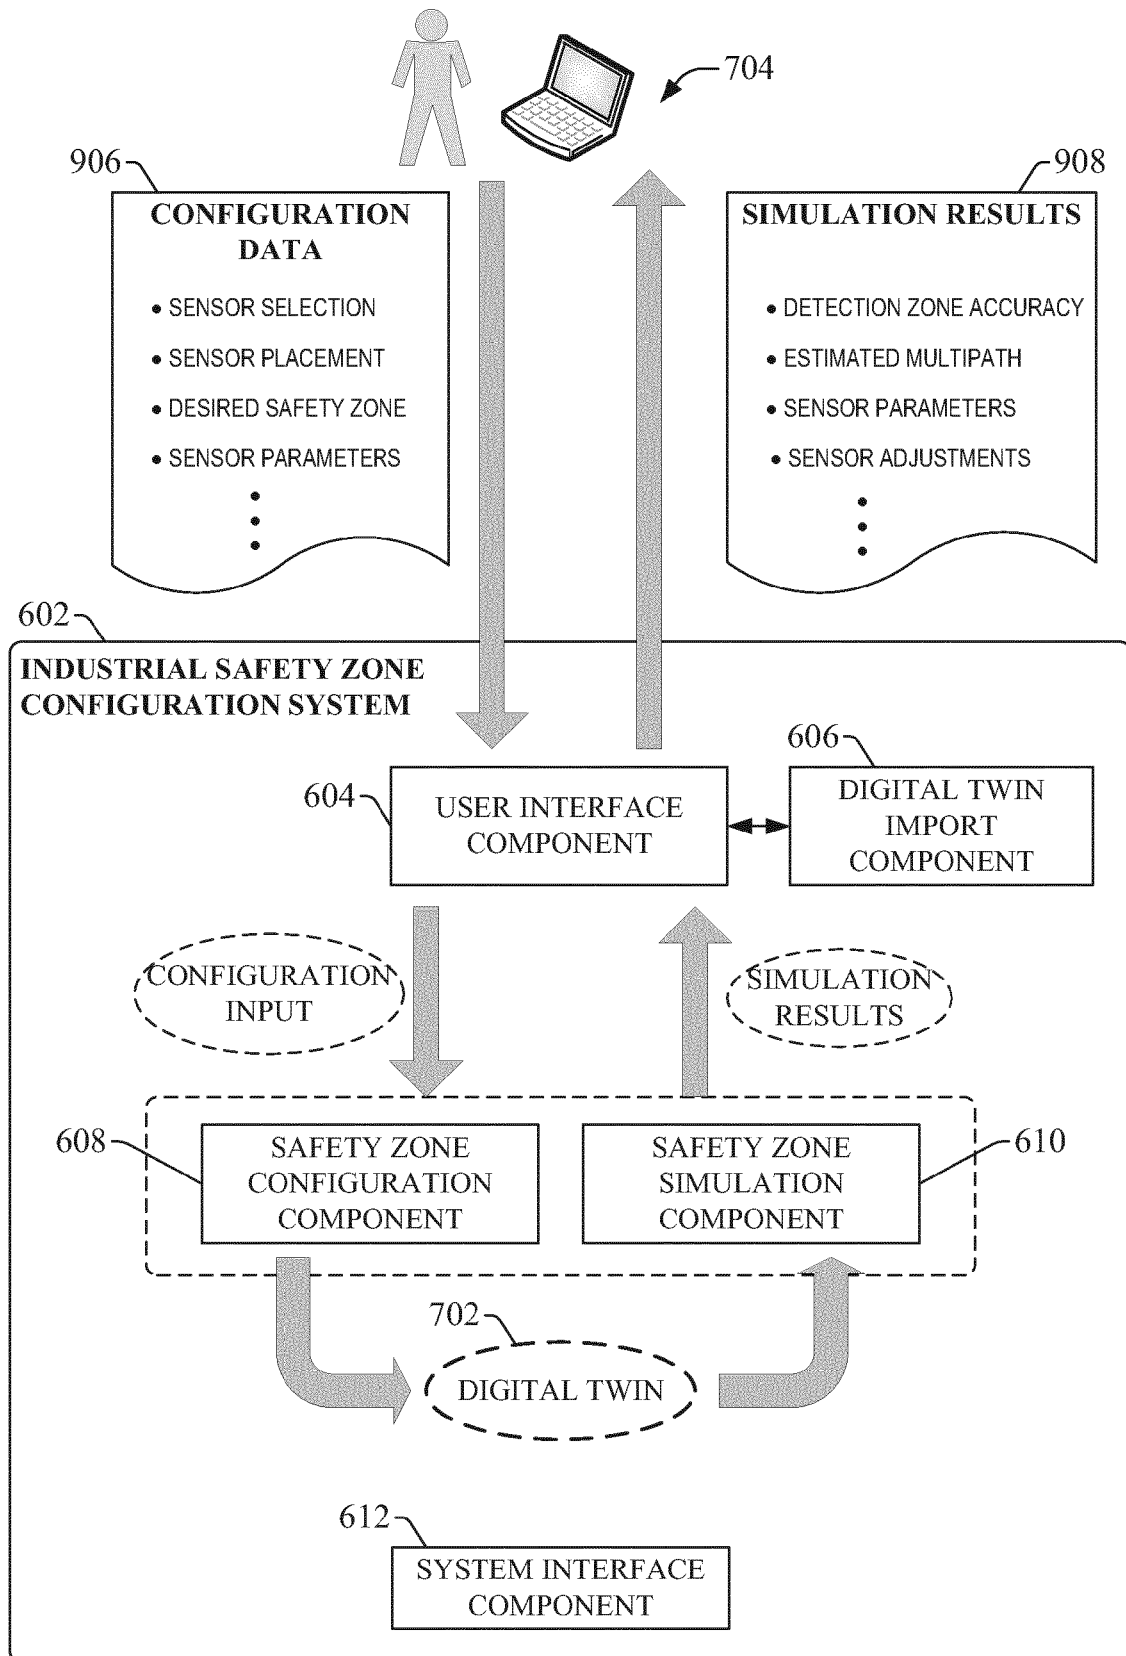 704
906
908
CONFIGURATION
DATA
• SENSOR SELECTION
• SENSOR PLACEMENT
• DESIRED SAFETY ZONE
• SENSOR PARAMETERS
SIMULATION RESULTS
• DETECTION ZONE ACCURACY
• ESTIMATED MULTIPATH
• SENSOR PARAMETERS
• SENSOR ADJUSTMENTS
602
INDUSTRIAL SAFETY ZONE
CONFIGURATION SYSTEM
604
USER INTERFACE
COMPONENT
606
DIGITAL TWIN
IMPORT
COMPONENT
CONFIGURATION
INPUT
SIMULATION
RESULTS
608
SAFETY ZONE
CONFIGURATION
COMPONENT
SAFETY ZONE
SIMULATION
COMPONENT
610
702
DIGITAL TWIN
612
SYSTEM INTERFACE
COMPONENT